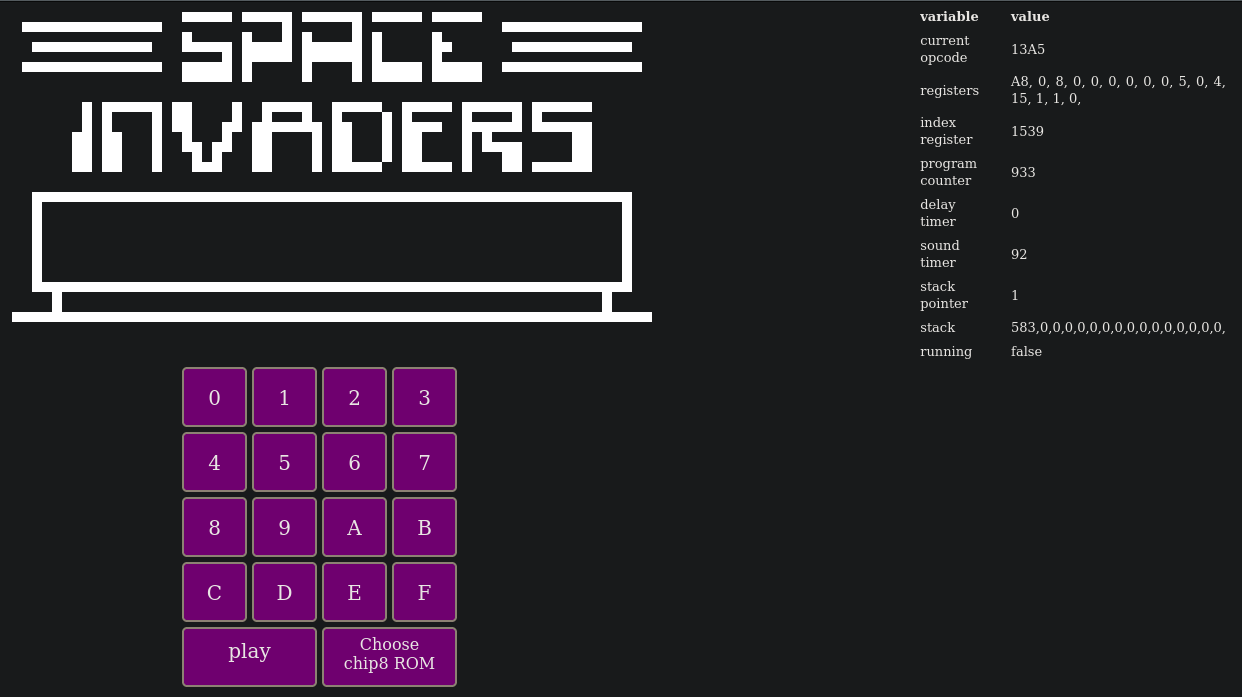 SPACE
INVADERS
variable value
current opcode 13A5
registers A8, 0, 8, 0, 0, 0, 0, 0, 0, 5, 0, 4,
15, 1, 1, 0,
index register 1539
program counter 933
delay timer 0
sound timer 92
stack pointer 1
stack 583,0,0,0,0,0,0,0,0,0,0,0,0,0,0,0,
running false
0 1 2 3
4 5 6 7
8 9 A B
C D E F
play Choose
chip8 ROM